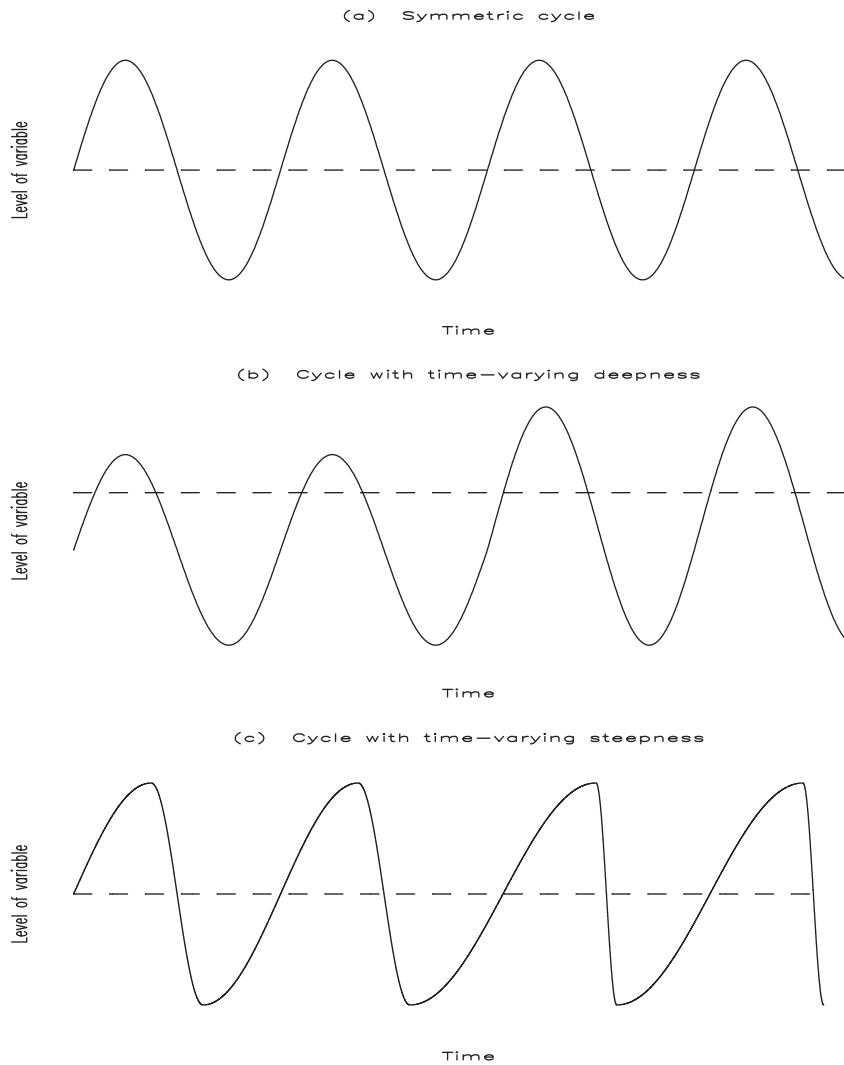 (a) Symmetric cycle
Level of variable
Time
(b) Cycle with time—varying deepness
Level of variable
Time
(c) Cycle with time—varying steepness
Level of variable
Time